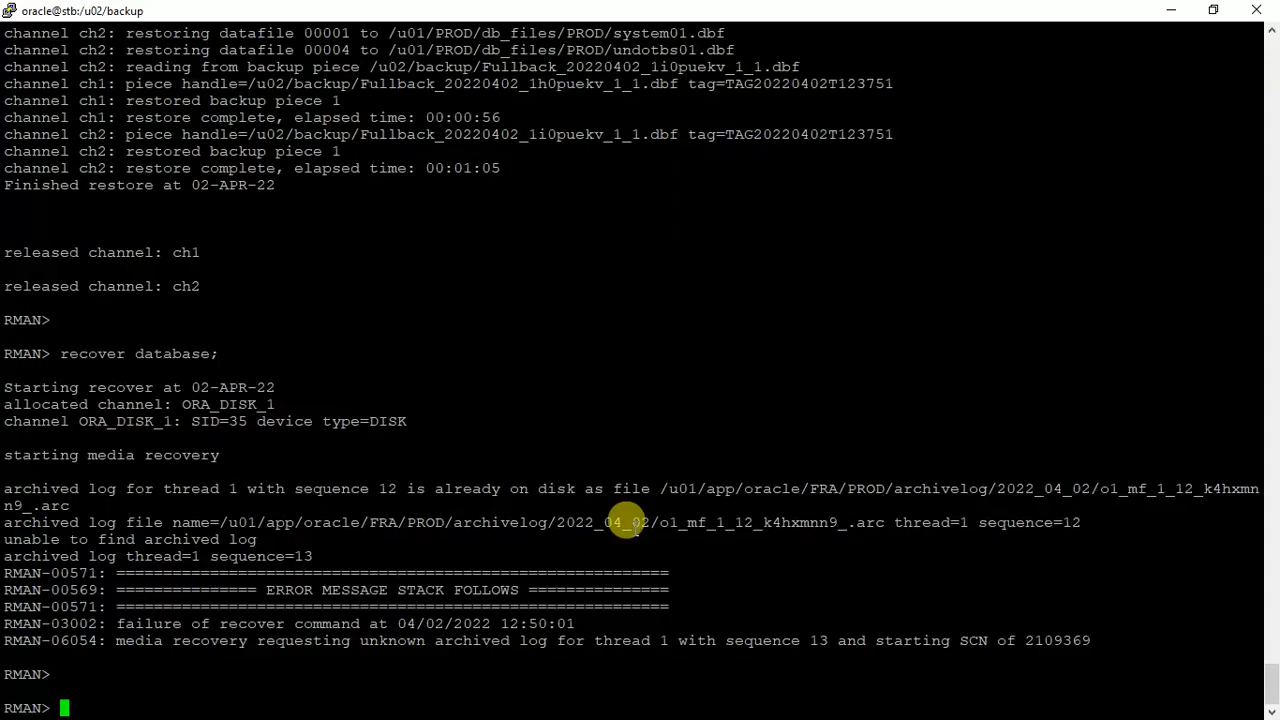 oracle@stb:/u02/backup
channel ch2: restoring datafile 00001 to /u01/PROD/db_files/PROD/system01.dbf
channel ch2: restoring datafile 00004 to /u01/PROD/db_files/PROD/undotbs01.dbf
channel ch2: reading from backup piece /u02/backup/Fullback_20220402_1i0puekv_1_1.dbf
channel ch1: piece handle=/u02/backup/Fullback_20220402_1h0puekv_1_1.dbf tag=TAG20220402T123751
channel ch1: restored backup piece 1
channel ch1: restore complete, elapsed time: 00:00:56
channel ch2: piece handle=/u02/backup/Fullback_20220402_1i0puekv_1_1.dbf tag=TAG20220402T123751
channel ch2: restored backup piece 1
channel ch2: restore complete, elapsed time: 00:01:05
Finished restore at 02-APR-22
released channel: ch1
released channel: ch2
RMAN>
RMAN> recover database;
Starting recover at 02-APR-22
allocated channel: ORA_DISK_1
channel ORA_DISK_1: SID=35 device type=DISK
starting media recovery
archived log for thread 1 with sequence 12 is already on disk as file /u01/app/oracle/FRA/PROD/archivelog/2022_04_02/o1_mf_1_12_k4hxmn
n9_.arc
archived log file name=/u01/app/oracle/FRA/PROD/archivelog/2022_04_02/o1_mf_1_12_k4hxmnn9_.arc thread=1 sequence=12
unable to find archived log
archived log thread=1 sequence=13
RMAN-00571: ===========================================================
RMAN-00569: =============== ERROR MESSAGE STACK FOLLOWS ===============
RMAN-00571: ===========================================================
RMAN-03002: failure of recover command at 04/02/2022 12:50:01
RMAN-06054: media recovery requesting unknown archived log for thread 1 with sequence 13 and starting SCN of 2109369
RMAN>
RMAN>